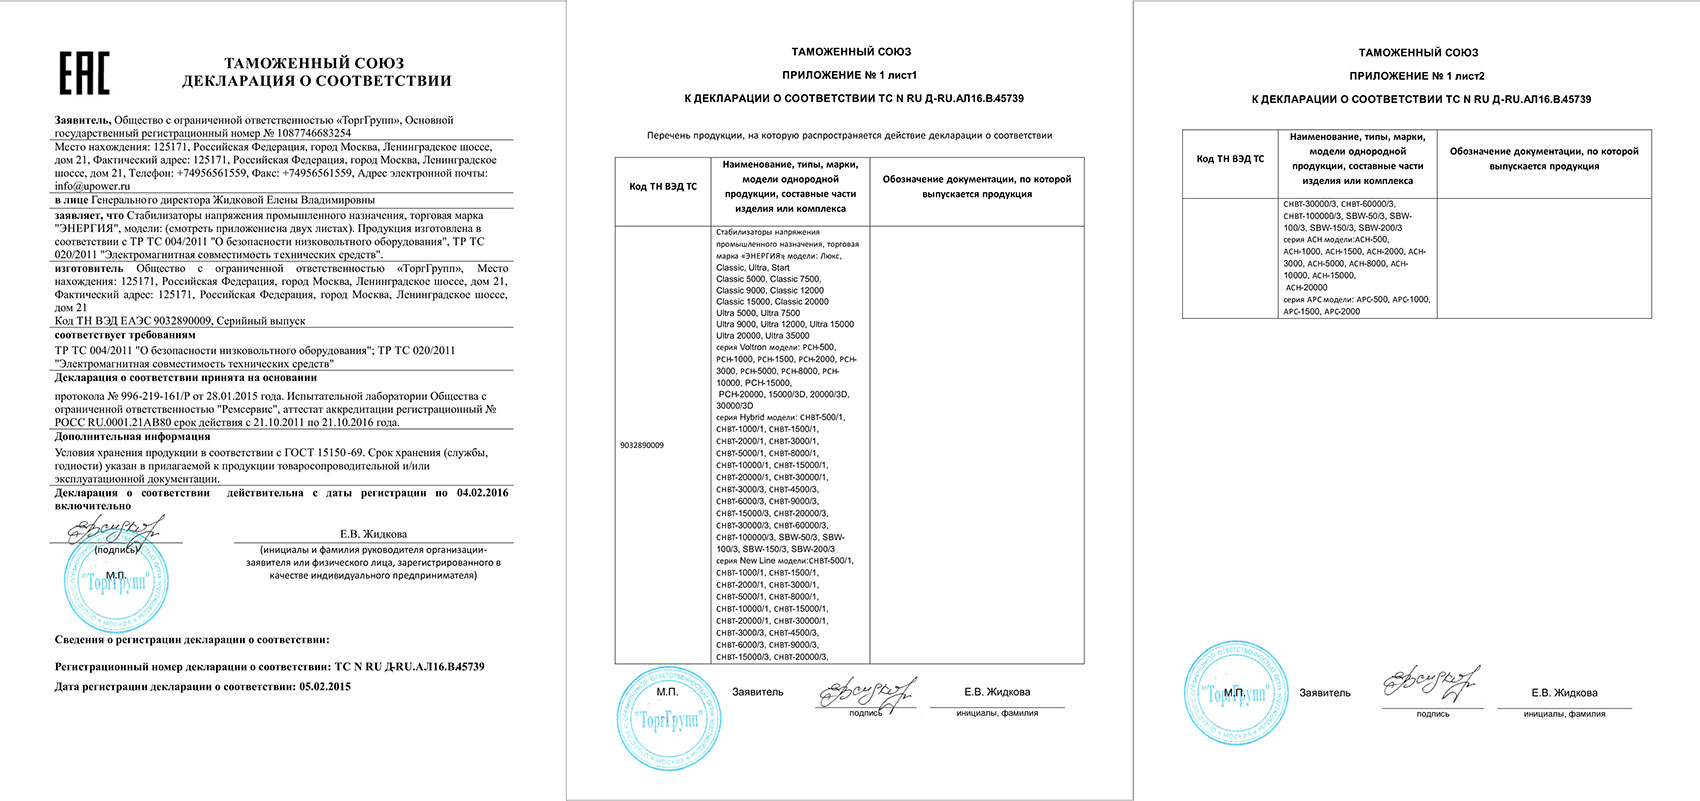 EAC
ТАМОЖЕННЫЙ СОЮЗ
ДЕКЛАРАЦИЯ О СООТВЕТСТВИИ
Заявитель, Общество с ограниченной ответственностью «ТоргГрупп», Основной
государственный регистрационный номер № 1087746683254
Место нахождения: 125171, Российская Федерация, город Москва, Ленинградское шоссе,
дом 21, Фактический адрес: 125171, Российская Федерация, город Москва, Ленинградское
шоссе, дом 21, Телефон: +74956561559, Факс: +74956561559, Адрес электронной почты:
info@upower.ru
в лице Генерального директора Жидковой Елены Владимировны
заявляет, что Стабилизаторы напряжения промышленного назначения, торговая марка
"ЭНЕРГИЯ", модели: (смотреть приложениена двух листах). Продукция изготовлена в
соответствии с ТР ТС 004/2011 "О безопасности низковольтного оборудования", ТР ТС
020/2011 "Электромагнитная совместимость технических средств".
изготовитель Общество с ограниченной ответственностью «ТоргГрупп», Место
нахождения: 125171, Российская Федерация, город Москва, Ленинградское шоссе, дом 21,
Фактический адрес: 125171, Российская Федерация, город Москва, Ленинградское шоссе,
дом 21
Код ТН ВЭД ЕАЭС 9032890009, Серийный выпуск
соответствует требованиям
ТР ТС 004/2011 "О безопасности низковольтного оборудования"; ТР ТС 020/2011
"Электромагнитная совместимость технических средств"
Декларация о соответствии принята на основании
протокола № 996-219-161/Р от 28.01.2015 года. Испытательной лаборатории Общества с
ограниченной ответственностью "Ремсервис", аттестат аккредитации регистрационный №
РОСС RU.0001.21АВ80 срок действия с 21.10.2011 по 21.10.2016 года.
Дополнительная информация
Условия хранения продукции в соответствии с ГОСТ 15150-69. Срок хранения (службы,
годности) указан в прилагаемой к продукции товаросопроводительной и/или
эксплуатационной документации.
Декларация о соответствии действительна с даты регистрации по 04.02.2016
включительно
Е.В. Жидкова
(подпись)
(инициалы и фамилия руководителя организации-
заявителя или физического лица, зарегистрированного в
качестве индивидуального предпринимателя)
М.П.
"ТоргГрупп"
МОСКВА
Сведения о регистрации декларации о соответствии:
Регистрационный номер декларации о соответствии: ТС N RU Д-RU.АЛ16.В.45739
Дата регистрации декларации о соответствии: 05.02.2015
ТАМОЖЕННЫЙ СОЮЗ
ПРИЛОЖЕНИЕ № 1 лист1
К ДЕКЛАРАЦИИ О СООТВЕТСТВИИ ТС N RU Д-RU.АЛ16.В.45739
Перечень продукции, на которую распространяется действие декларации о соответствии
Код ТН ВЭД ТС
Наименование, типы, марки,
модели однородной
продукции, составные части
изделия или комплекса
Обозначение документации, по которой
выпускается продукция
9032890009
Стабилизаторы напряжения
промышленного назначения, торговая
марка «ЭНЕРГИЯ», модели: Люкс,
Classic, Ultra, Start
Classic 5000, Classic 7500,
Classic 9000, Classic 12000
Classic 15000, Classic 20000
Ultra 5000, Ultra 7500
Ultra 9000, Ultra 12000, Ultra 15000
Ultra 20000, Ultra 35000
серия Voltron модели: РСН-500,
РСН-1000, РСН-1500, РСН-2000, РСН-
3000, РСН-5000, РСН-8000, РСН-
10000, РСН-15000,
РСН-20000, 15000/3D, 20000/3D,
30000/3D
серия Hybrid модели: СНВТ-500/1,
СНВТ-1000/1, СНВТ-1500/1,
СНВТ-2000/1, СНВТ-3000/1,
СНВТ-5000/1, СНВТ-8000/1,
СНВТ-10000/1, СНВТ-15000/1,
СНВТ-20000/1, СНВТ-30000/1,
СНВТ-3000/3, СНВТ-4500/3,
СНВТ-6000/3, СНВТ-9000/3,
СНВТ-15000/3, СНВТ-20000/3,
СНВТ-30000/3, СНВТ-60000/3,
СНВТ-100000/3, SBW-50/3, SBW-
100/3, SBW-150/3, SBW-200/3
серия New Line модели:СНВТ-500/1,
СНВТ-1000/1, СНВТ-1500/1,
СНВТ-2000/1, СНВТ-3000/1,
СНВТ-5000/1, СНВТ-8000/1,
СНВТ-10000/1, СНВТ-15000/1,
СНВТ-20000/1, СНВТ-30000/1,
СНВТ-3000/3, СНВТ-4500/3,
СНВТ-6000/3, СНВТ-9000/3,
СНВТ-15000/3, СНВТ-20000/3,
М.П. Заявитель Е.В. Жидкова
подпись инициалы, фамилия
"ТоргГрупп"
МОСКВА
ТАМОЖЕННЫЙ СОЮЗ
ПРИЛОЖЕНИЕ № 1 лист2
К ДЕКЛАРАЦИИ О СООТВЕТСТВИИ ТС N RU Д-RU.АЛ16.В.45739
Код ТН ВЭД ТС
Наименование, типы, марки,
модели однородной
продукции, составные части
изделия или комплекса
Обозначение документации, по которой
выпускается продукция
СНВТ-30000/3, СНВТ-60000/3,
СНВТ-100000/3, SBW-50/3, SBW-
100/3, SBW-150/3, SBW-200/3
серия АСН модели:АСН-500,
АСН-1000, АСН-1500, АСН-2000, АСН-
3000, АСН-5000, АСН-8000, АСН-
10000, АСН-15000,
АСН-20000
серия АРС модели: АРС-500, АРС-1000,
АРС-1500, АРС-2000
М.П. Заявитель Е.В. Жидкова
подпись инициалы, фамилия
"ТоргГрупп"
МОСКВА